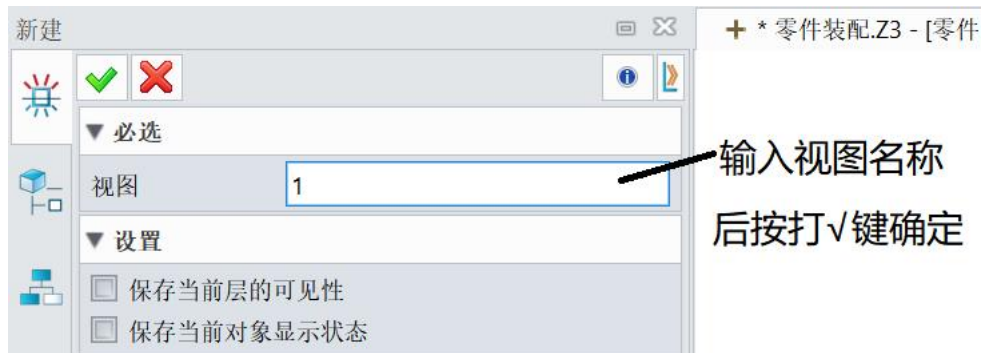 新建
+ * 零件装配.Z3 - [零件
▼ 必选
视图
1
输入视图名称
后按打√键确定
▼ 设置
保存当前层的可见性
保存当前对象显示状态